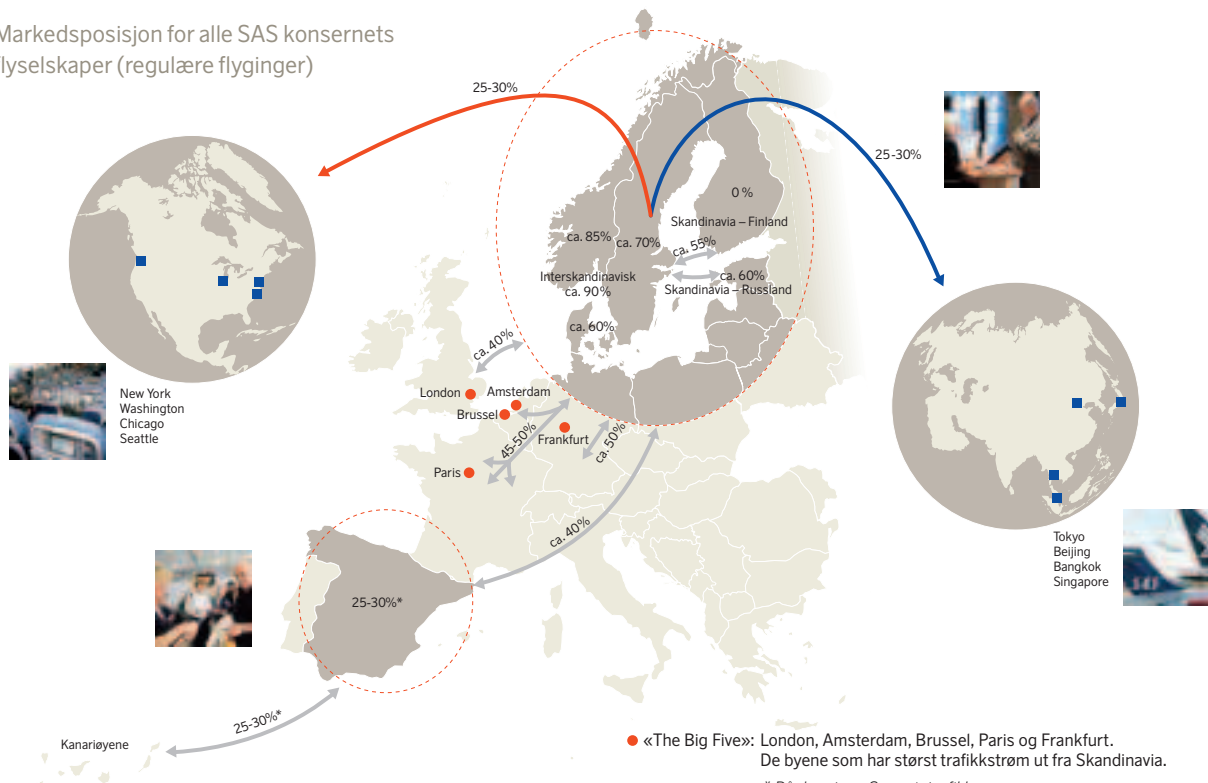 Markedsposisjon for alle SAS konsernets
flyselskaper (regulære flyginger)
25-30%
25-30%
0 %
Skandinavia – Finland
ca. 85%
ca. 70%
ca. 55%
Interskandinavisk
ca. 90%
ca. 60%
Skandinavia – Russland
ca. 60%
ca. 40%
New York
Washington
Chicago
Seattle
London
Amsterdam
Brussel
Frankfurt
45-50%
ca. 50%
Paris
ca. 40%
Tokyo
Beijing
Bangkok
Singapore
SAS
25-30%*
25-30%*
Kanariøyene
«The Big Five»: London, Amsterdam, Brussel, Paris og Frankfurt.
De byene som har størst trafikkstrøm ut fra Skandinavia.